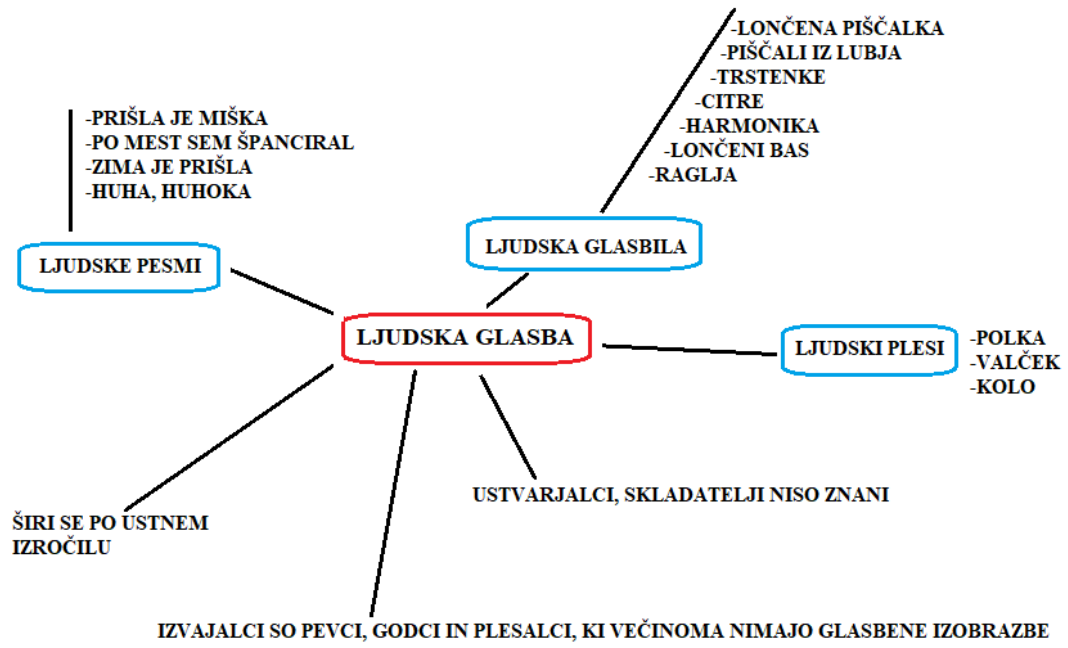 -LONČENA PIŠČALKA
-PIŠČALI IZ LUBJA
-TRSTENKE
-CITRE
-HARMONIKA
-LONČENI BAS
-RAGLJA
-PRIŠLA JE MIŠKA
-PO MEST SEM ŠPANCIRAL
-ZIMA JE PRIŠLA
-HUHA, HUHOKA
LJUDSKA GLASBILA
LJUDSKE PESMI
LJUDSKA GLASBA
LJUDSKI PLESI
-POLKA
-VALČEK
-KOLO
USTVARJALCI, SKLADATELJI NISO ZNANI
ŠIRI SE PO USTNEM
IZROČILU
IZVAJALCI SO PEVCI, GODCI IN PLESALCI, KI VEČINOMA NIMAJO GLASBENE IZOBRAZBE